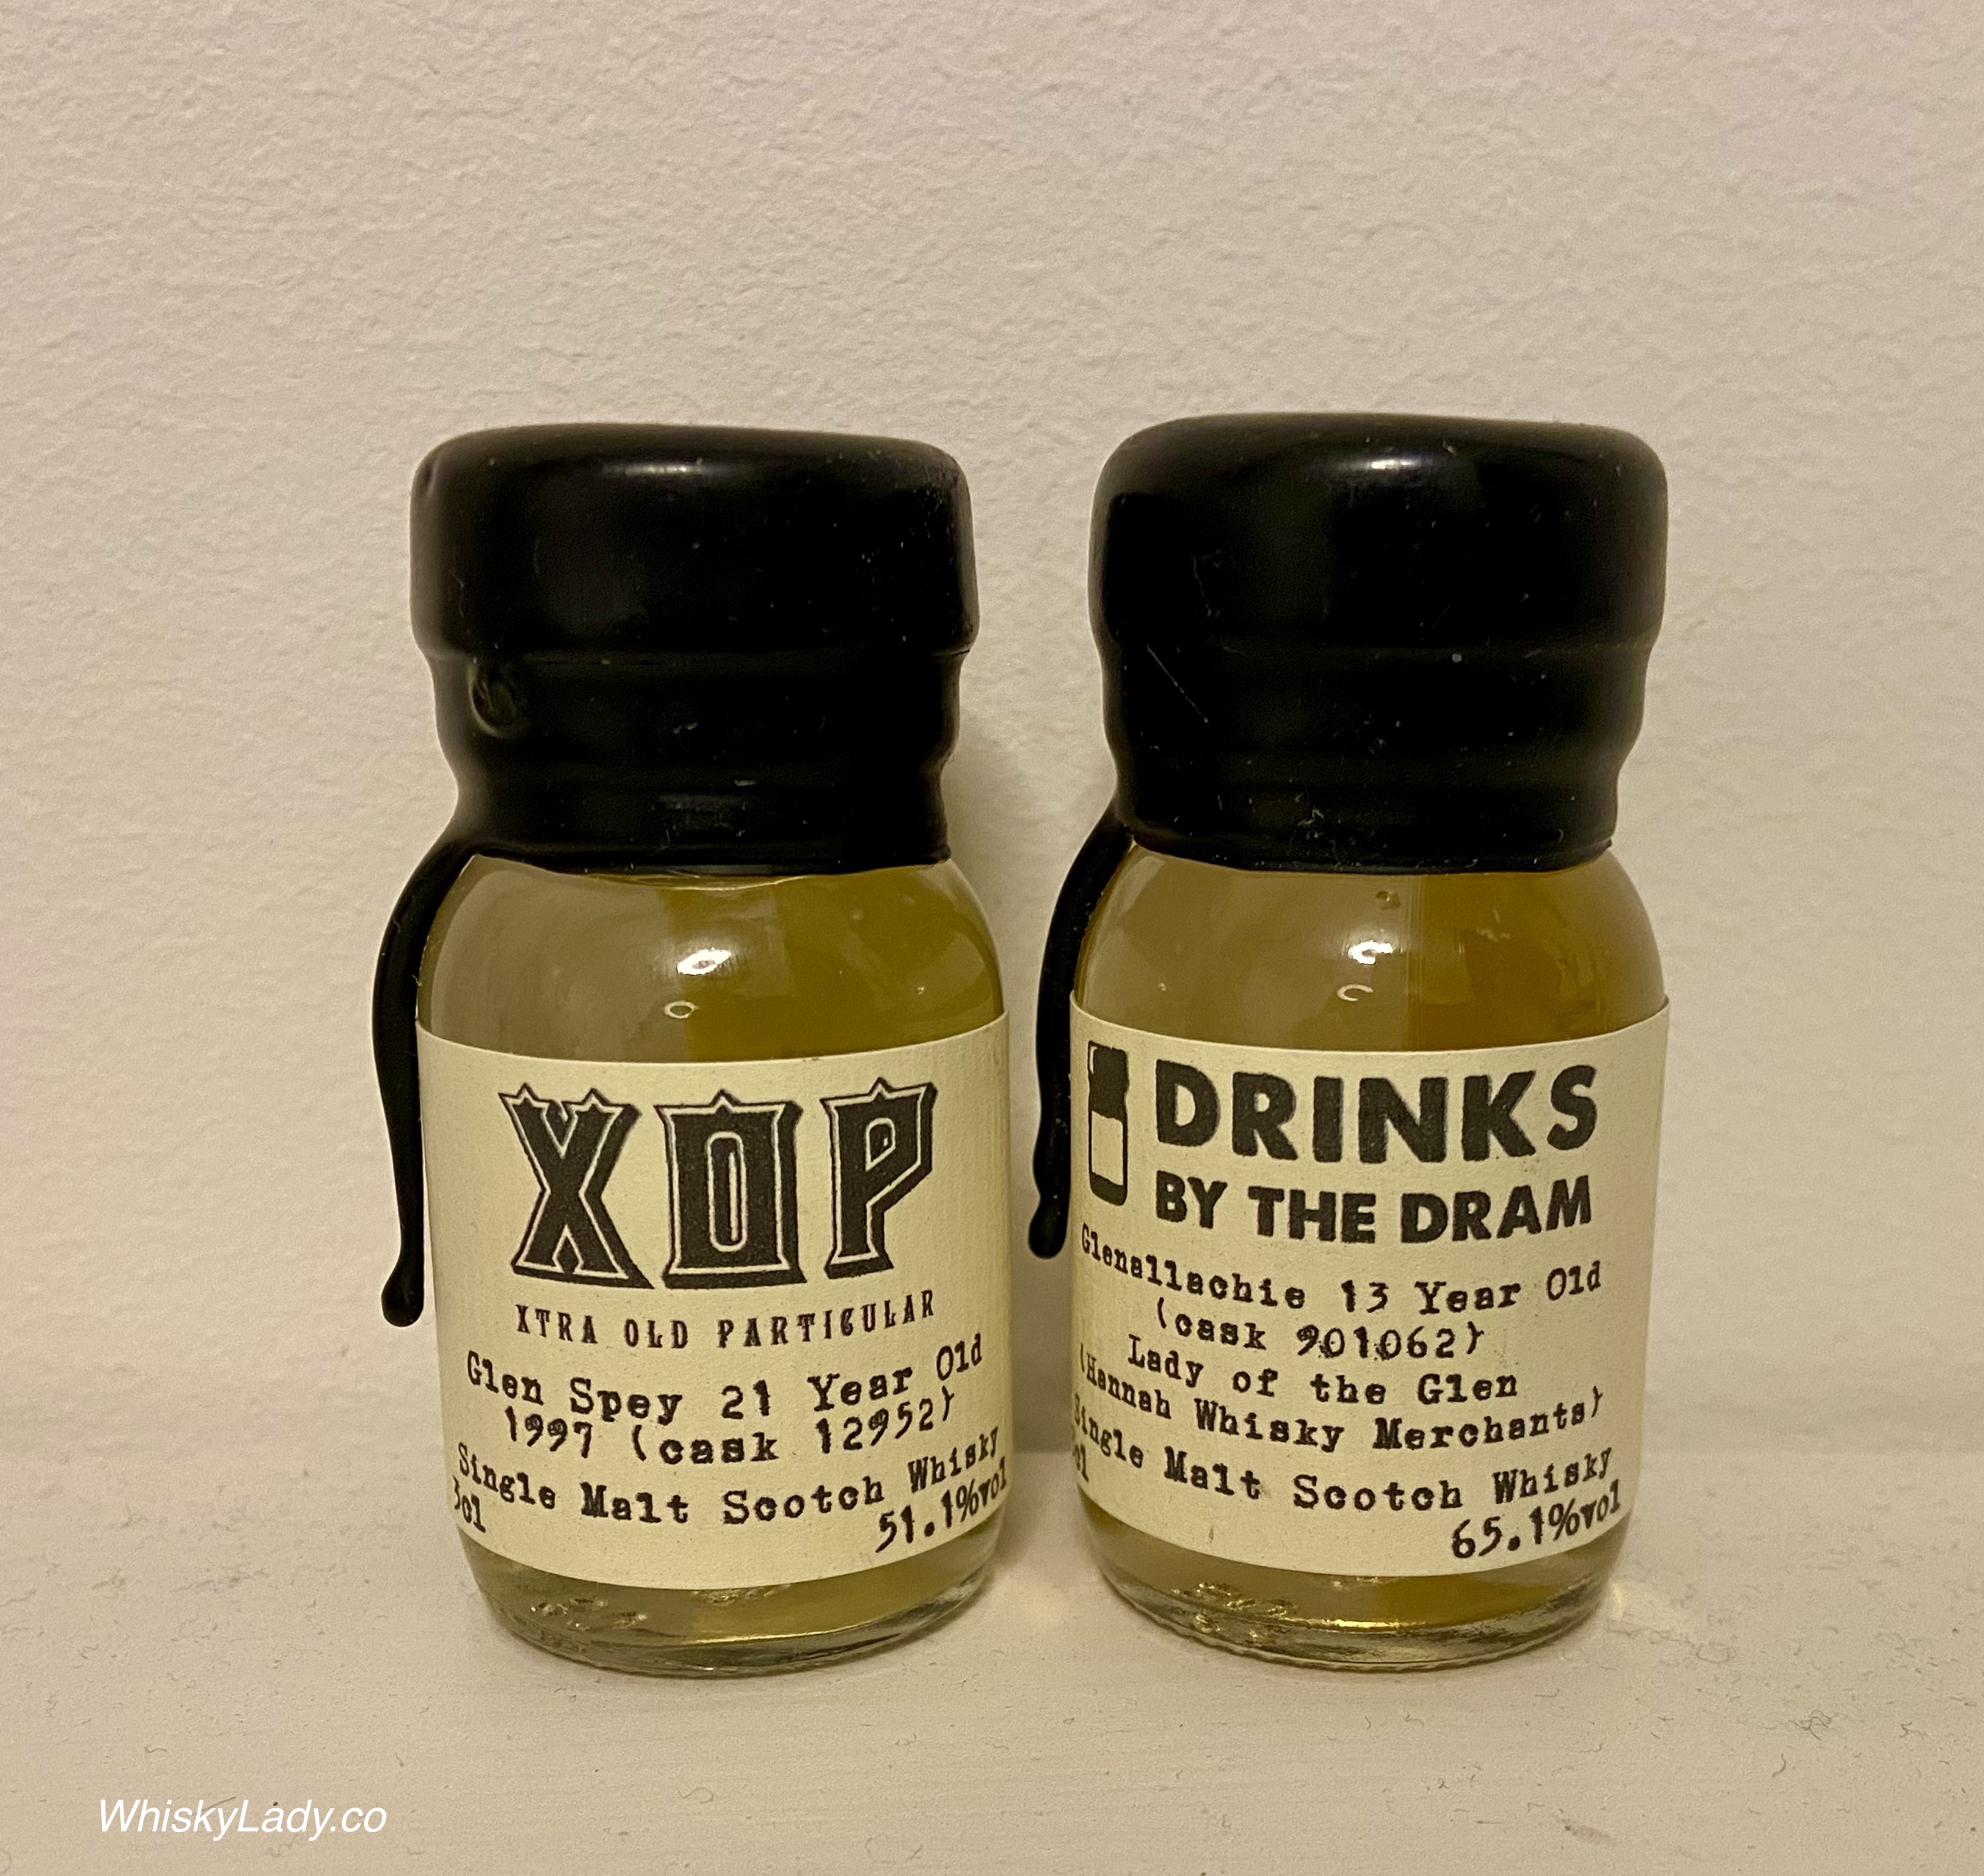 XOP
XTRA OLD PARTICULAR
Glen Spey 21 Year Old
1997 (cask 12952)
Single Malt Scotch Whisky
3cl
51.1%vol
DRINKS
BY THE DRAM
Glenallachie 13 Year Old
(cask 901062)
Lady of the Glen
(Hannah Whisky Merchants)
Single Malt Scotch Whisky
3cl
65.1%vol
WhiskyLady.co